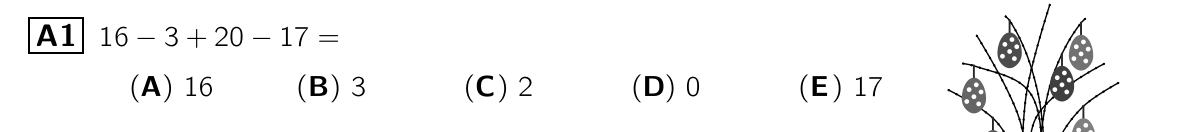 A1 16 − 3 + 20 − 17 =
(A) 16 (B) 3 (C) 2 (D) 0 (E) 17